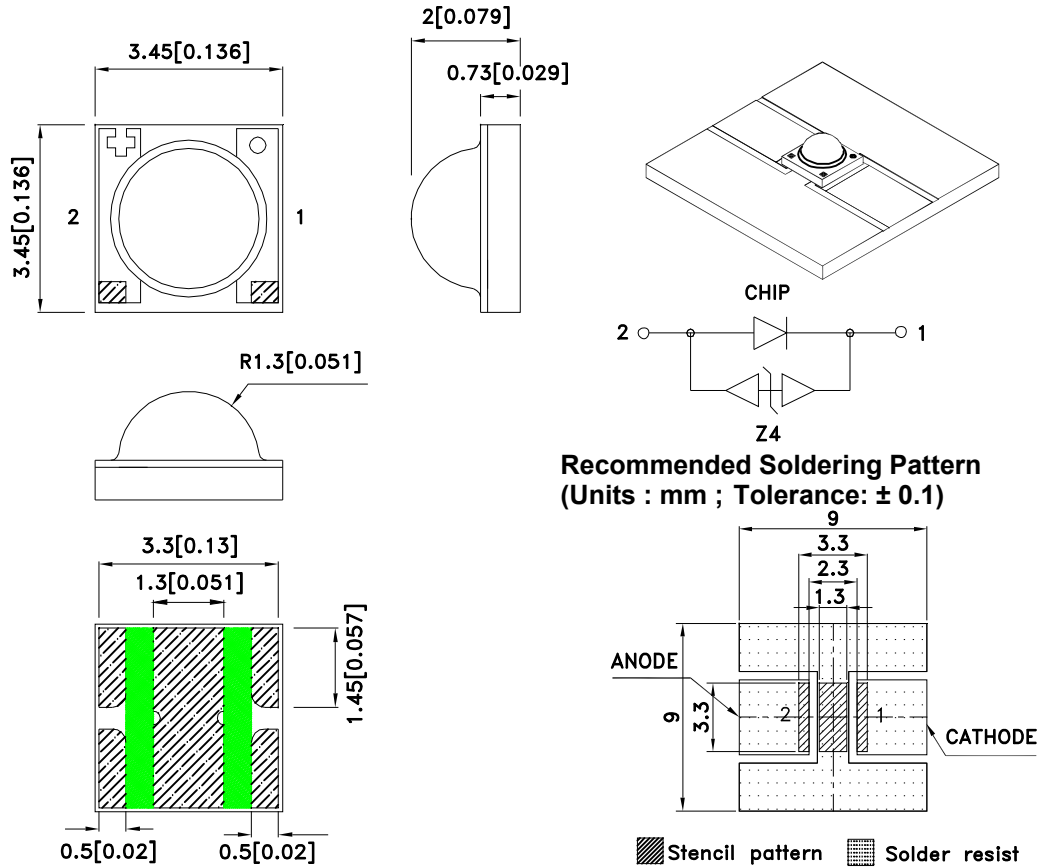 3.45[0.136]
3.45[0.136]
2
1
2[0.079]
0.73[0.029]
R1.3[0.051]
CHIP
2
1
Z4
3.3[0.13]
1.3[0.051]
1.45[0.057]
0.5[0.02]
0.5[0.02]
Recommended Soldering Pattern
(Units : mm ; Tolerance: ± 0.1)
9
3.3
2.3
1.3
ANODE
9
3.3
2
1
CATHODE
Stencil pattern
Solder resist